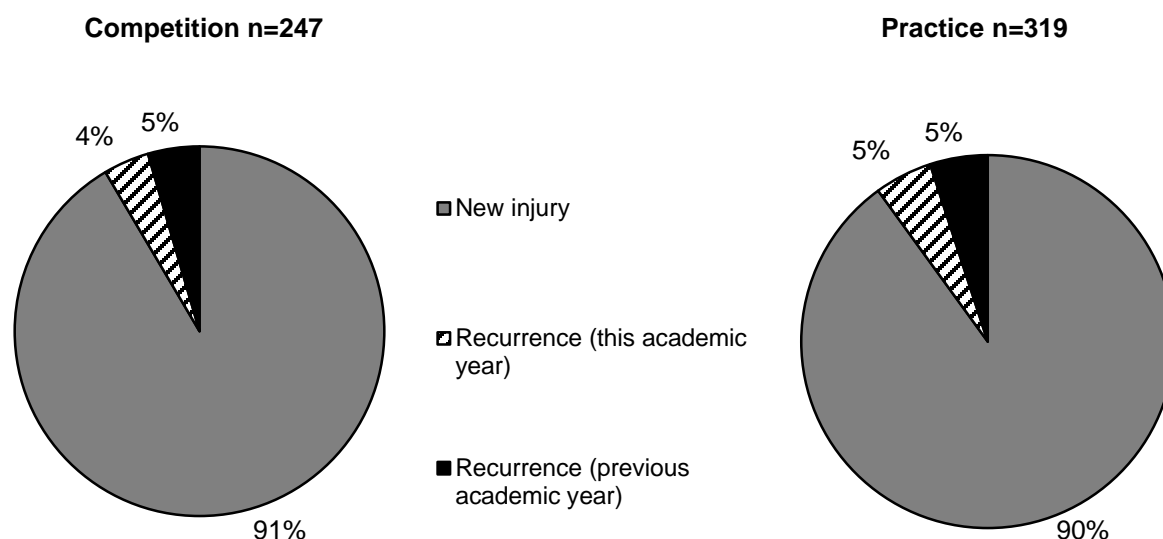 Competition n=247
Practice n=319
4%
5%
91%
New injury
Recurrence (this academic
year)
Recurrence (previous
academic year)
5%
5%
90%